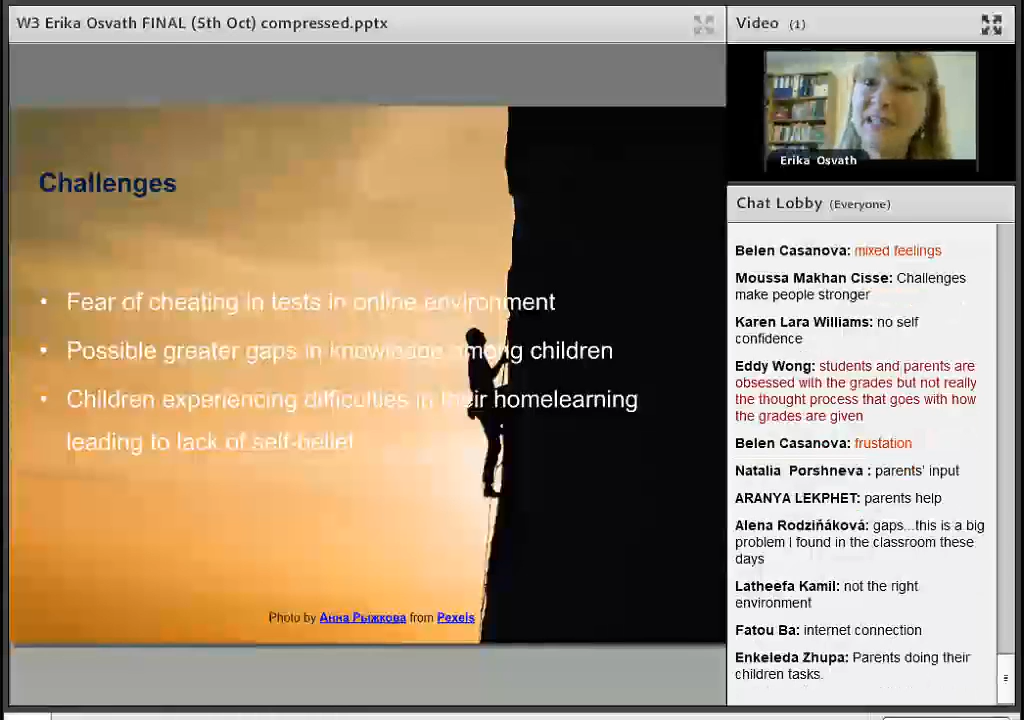 W3 Erika Osvath FINAL (5th Oct) compressed.pptx
Challenges
• Fear of cheating in tests in online environment
• Possible greater gaps in knowledge among children
• Children experiencing difficulties in their homelearning
leading to lack of self-belief
Photo by Анна Рыжкова from Pexels
Video (1)
Erika Osvath
Chat Lobby (Everyone)
Belen Casanova: mixed feelings
Moussa Makhan Cisse: Challenges
make people stronger
Karen Lara Williams: no self
confidence
Eddy Wong: students and parents are
obsessed with the grades but not really
the thought process that goes with how
the grades are given
Belen Casanova: frustation
Natalia Porshneva : parents' input
ARANYA LEKPHET: parents help
Alena Rodziňáková: gaps...this is a big
problem I found in the classroom these
days
Latheefa Kamil: not the right
environment
Fatou Ba: internet connection
Enkeleda Zhupa: Parents doing their
children tasks.